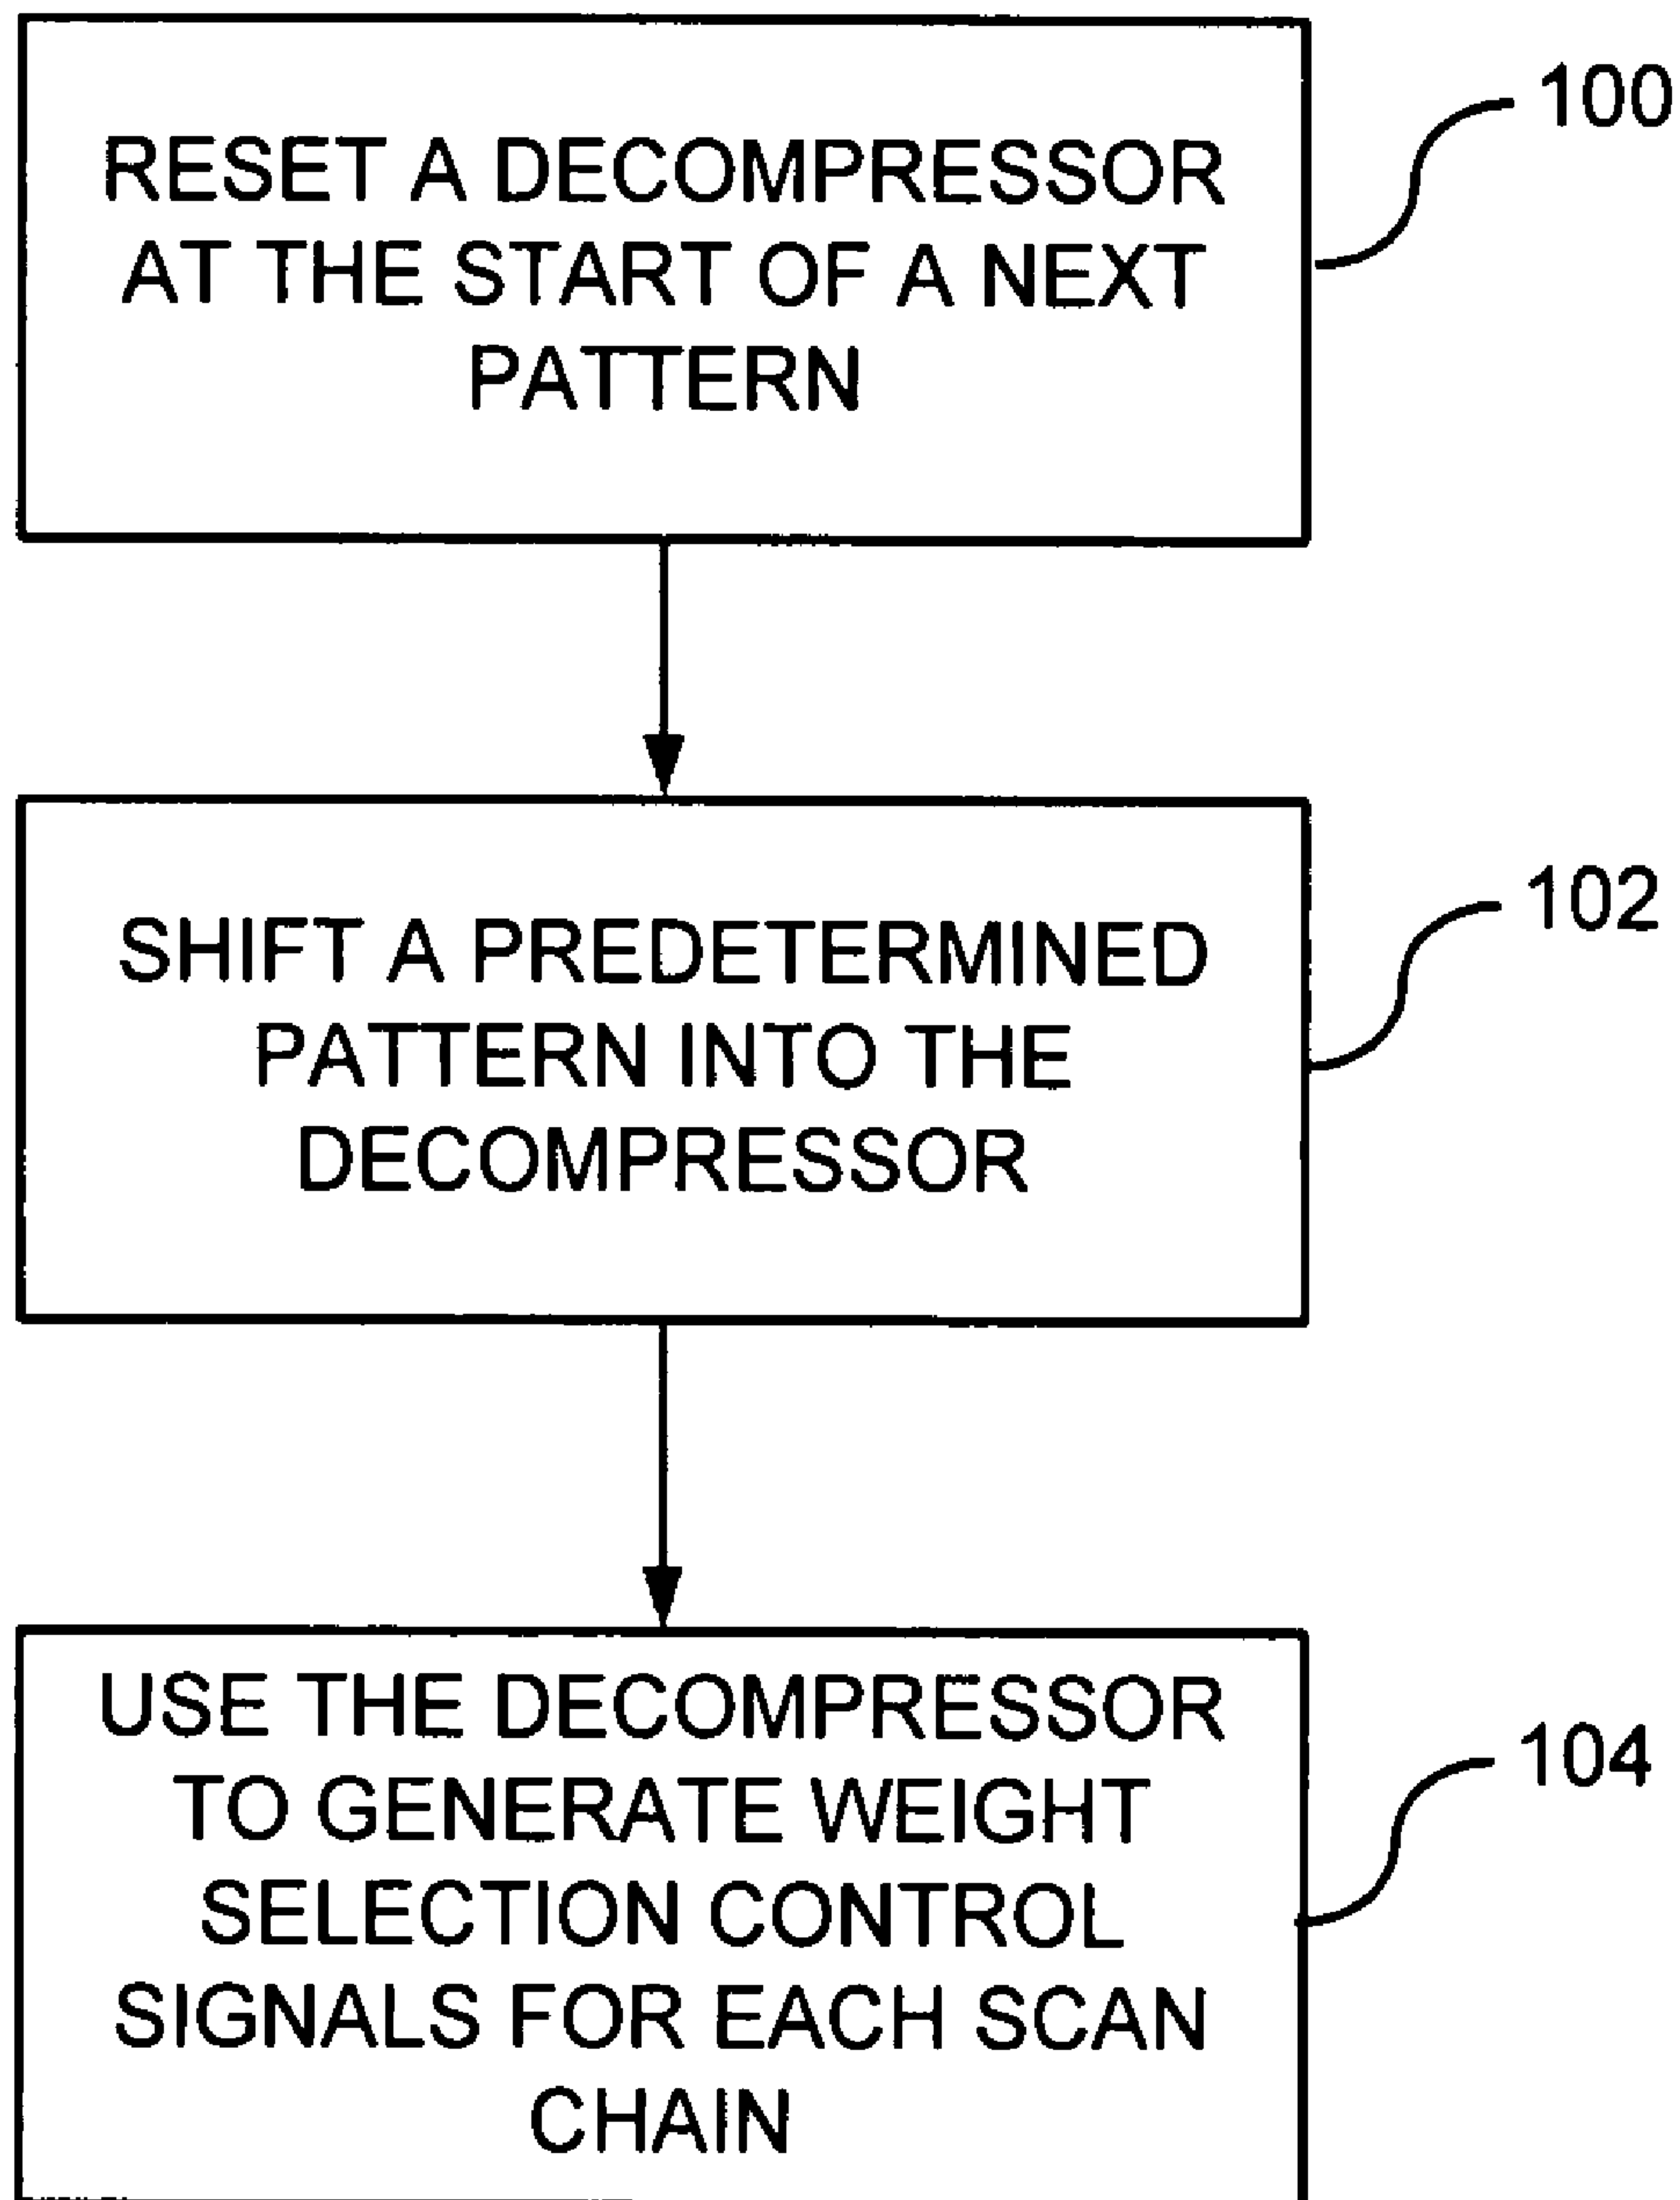 RESET A DECOMPRESSOR
AT THE START OF A NEXT
PATTERN
100
SHIFT A PREDETERMINED
PATTERN INTO THE
DECOMPRESSOR
102
USE THE DECOMPRESSOR
TO GENERATE WEIGHT
SELECTION CONTROL
SIGNALS FOR EACH SCAN
CHAIN
104